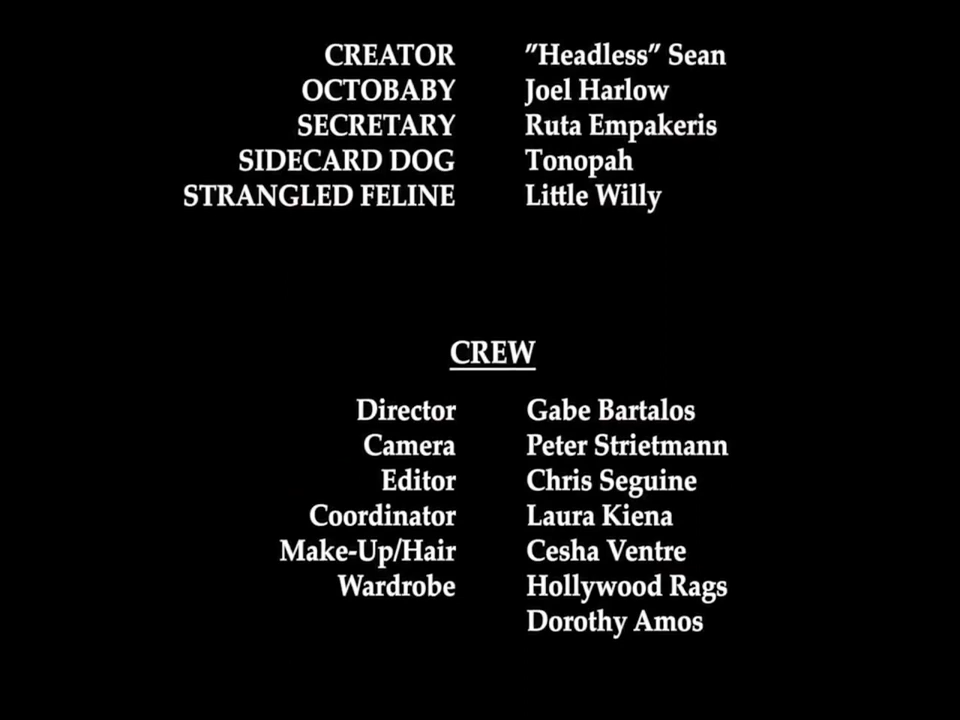 CREATOR ”Headless” Sean
OCTOBABY Joel Harlow
SECRETARY Ruta Empakeris
SIDECARD DOG Tonopah
STRANGLED FELINE Little Willy
CREW
Director Gabe Bartalos
Camera Peter Strietmann
Editor Chris Seguine
Coordinator Laura Kiena
Make-Up/Hair Cesha Ventre
Wardrobe Hollywood Rags
Dorothy Amos